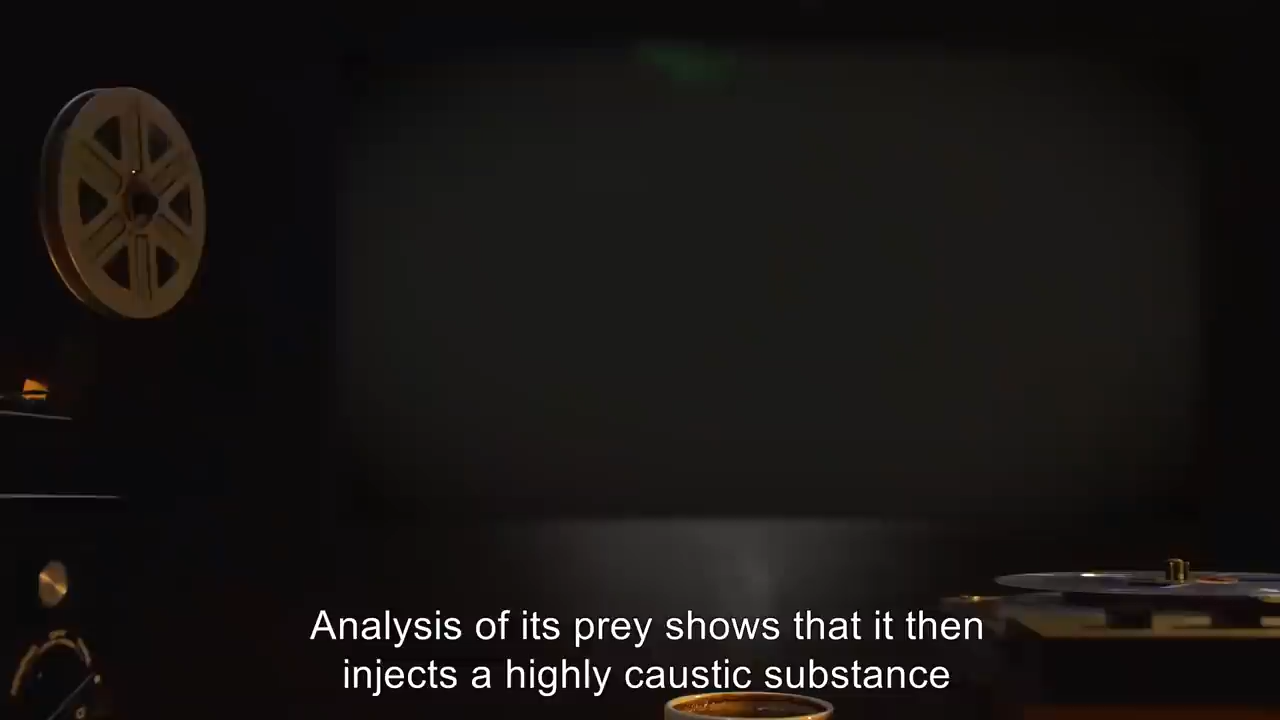 Analysis of its prey shows that it then
injects a highly caustic substance